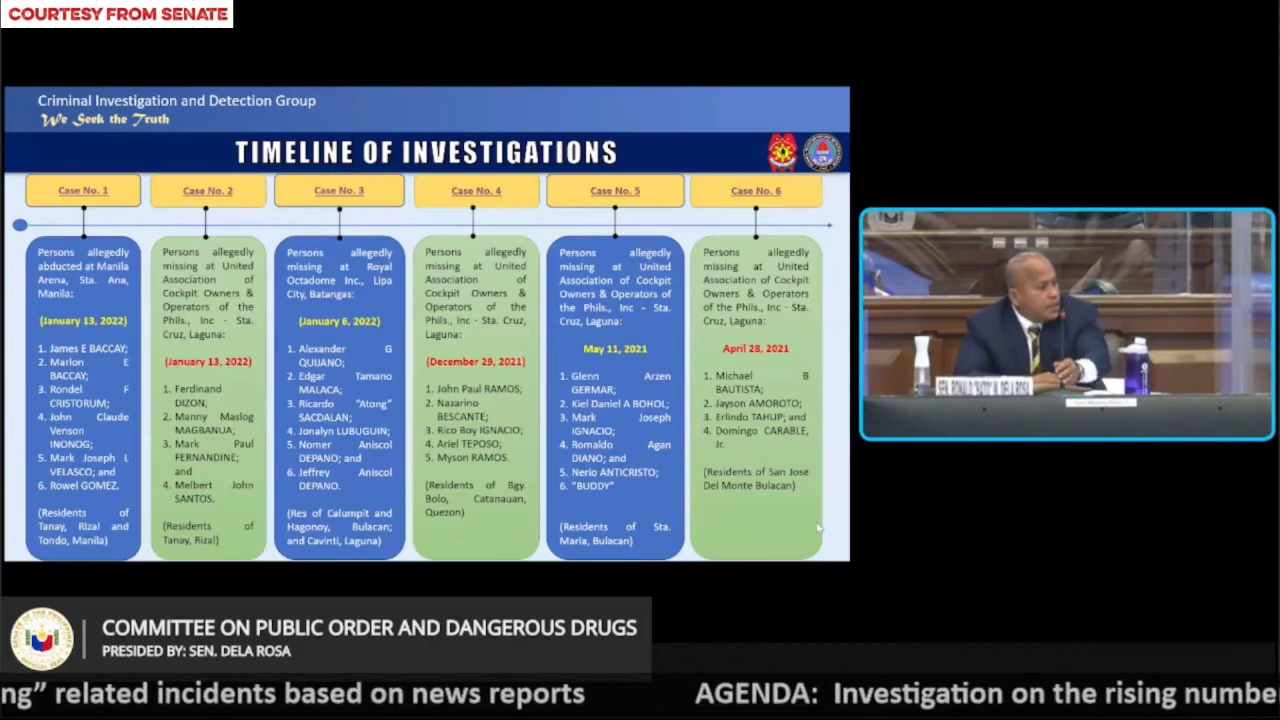 COURTESY FROM SENATE
Criminal Investigation and Detection Group
We Seek the Truth
TIMELINE OF INVESTIGATIONS
Case No. 1
Persons allegedly
abducted at Manila
Arena, Sta. Ana,
Manila:
(January 13, 2022)
1. James E BACCAY;
2. Marlon E
BACCAY;
3. Rondel F
CRISTORUM;
4. John Claude
Venson
INONOG;
5. Mark Joseph L
VELASCO; and
6. Rowel GOMEZ.
(Residents of
Tanay, Rizal and
Tondo, Manila)
Case No. 2
Persons allegedly
missing at United
Association of
Cockpit Owners &
Operators of the
Phils., Inc - Sta.
Cruz, Laguna:
(January 13, 2022)
1. Ferdinand
DIZON;
2. Manny Maslog
MAGBANUA;
3. Mark Paul
FERNANDINE;
and
4. Melbert John
SANTOS.
(Residents of
Tanay, Rizal)
Case No. 3
Persons allegedly
missing at Royal
Octadome Inc., Lipa
City, Batangas:
(January 6, 2022)
1. Alexander G
QUIJANO;
2. Edgar Tamano
MALACA;
3. Ricardo "Atong"
SACDALAN;
4. Jonalyn LUBUGUIN;
5. Nomer Aniscol
DEPANO; and
6. Jeffrey Aniscol
DEPANO.
(Res of Calumpit and
Hagonoy, Bulacan;
and Cavinti, Laguna)
Case No. 4
Persons allegedly
missing at United
Association of
Cockpit Owners &
Operators of the
Phils., Inc - Sta. Cruz,
Laguna:
(December 29, 2021)
1. John Paul RAMOS;
2. Nazarino
BESCANTE;
3. Rico Boy IGNACIO;
4. Ariel TEPOSO;
5. Myson RAMOS.
(Residents of Bgy.
Bolo, Catanauan,
Quezon)
Case No. 5
Persons allegedly
missing at United
Association of Cockpit
Owners & Operators of
the Phils., Inc - Sta.
Cruz, Laguna:
May 11, 2021
1. Glenn Arzen
GERMAR;
2. Kiel Daniel A BOHOL;
3. Mark Joseph
IGNACIO;
4. Romaldo Agan
DIANO; and
5. Nerio ANTICRISTO;
6. "BUDDY"
(Residents of Sta.
Maria, Bulacan)
Case No. 6
Persons allegedly
missing at United
Association of Cockpit
Owners & Operators
of the Phils., Inc - Sta.
Cruz, Laguna:
April 28, 2021
1. Michael B
BAUTISTA;
2. Jayson AMOROTO;
3. Erlindo TAHUP; and
4. Domingo CARABLE,
Jr.
(Residents of San Jose
Del Monte Bulacan)
SEN. RONALD "BATO" M. DELA ROSA
COMMITTEE ON PUBLIC ORDER AND DANGEROUS DRUGS
PRESIDED BY: SEN. DELA ROSA
ng" related incidents based on news reports AGENDA: Investigation on the rising numbe